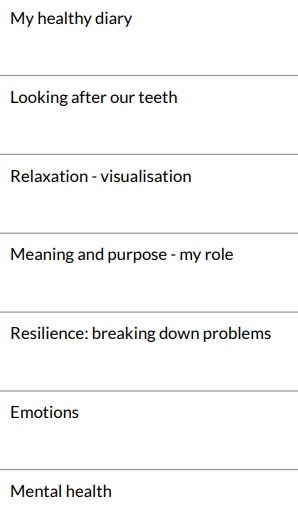 My healthy diary
Looking after our teeth
Relaxation - visualisation
Meaning and purpose - my role
Resilience: breaking down problems
Emotions
Mental health